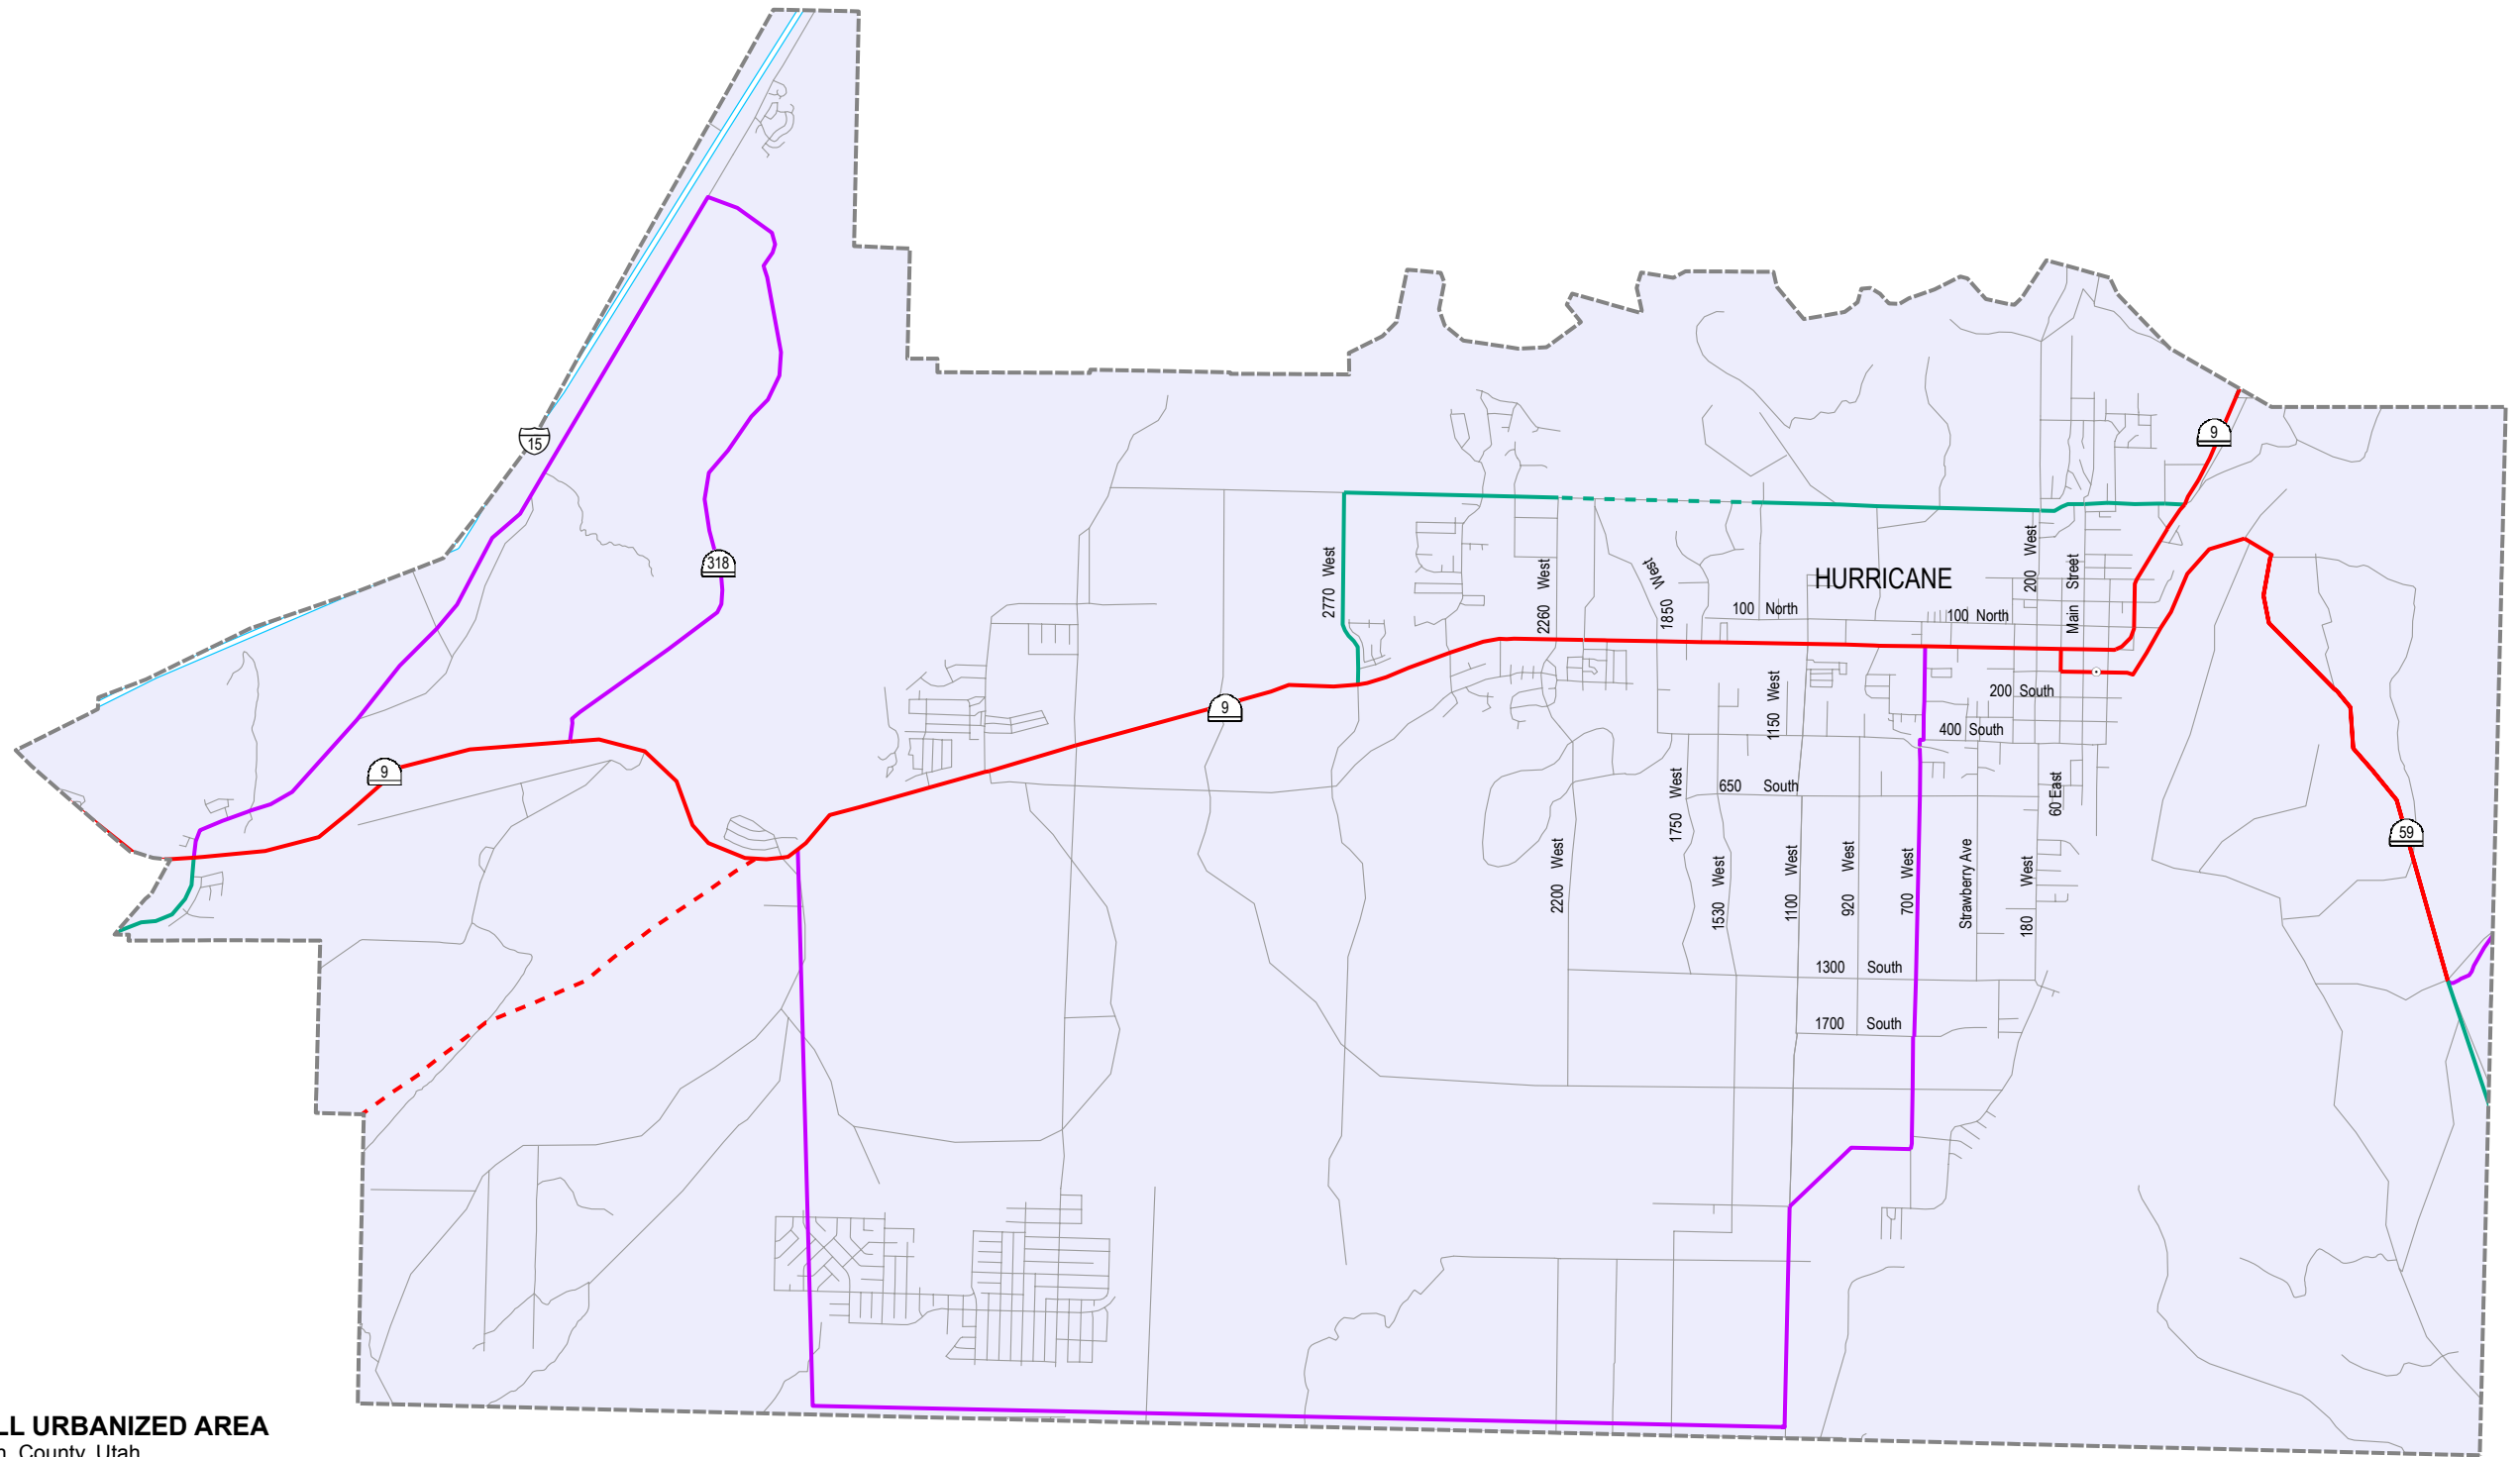 15
9
318
2770 West
2260 West
1850 West
200 West
Main Street
HURRICANE
100 North
100 North
9
9
1150 West
200 South
400 South
650 South
1750 West
60 East
59
2200 West
1530 West
1100 West
920 West
700 West
Strawberry Ave
180 West
1300 South
1700 South
LL URBANIZED AREA
County, Utah